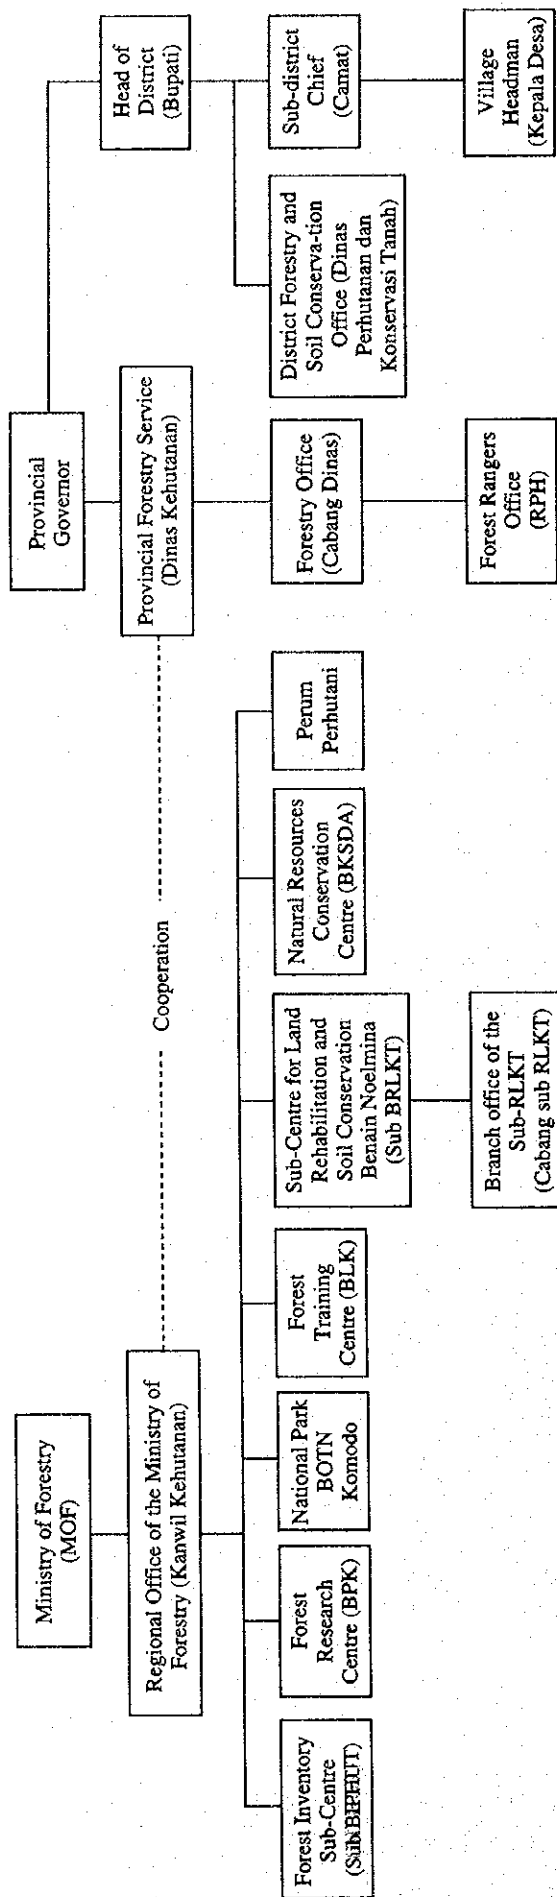 Ministry of Forestry
(MOF)
Regional Office of the Ministry of
Forestry (Kanwil Kehutanan)
Cooperation
Provincial
Governor
Provincial Forestry Service
(Dinas Kehutanan)
Head of
District
(Bupati)
Forest Inventory
Sub-Centre
Forest
Research
Centre (BPK)
National Park
BOTN
Komodo
Forest
Training
Centre (BLK)
Sub-Centre for Land
Rehabilitation and
Soil Conservation
Benain Noelmina
(Sub BRLKT)
Natural Resources
Conservation
Centre (BKSDA)
Perum
Perhutani
Forestry Office
(Cabang Dinas)
District Forestry and
Soil Conserva-tion
Office (Dinas
Perhutanan dan
Konservasi Tanah)
Sub-district
Chief
(Camat)
Branch office of the
Sub-RLKT
(Cabang sub RLKT)
Forest Rangers
Office
(RPH)
Village
Headman
(Kepala Desa)